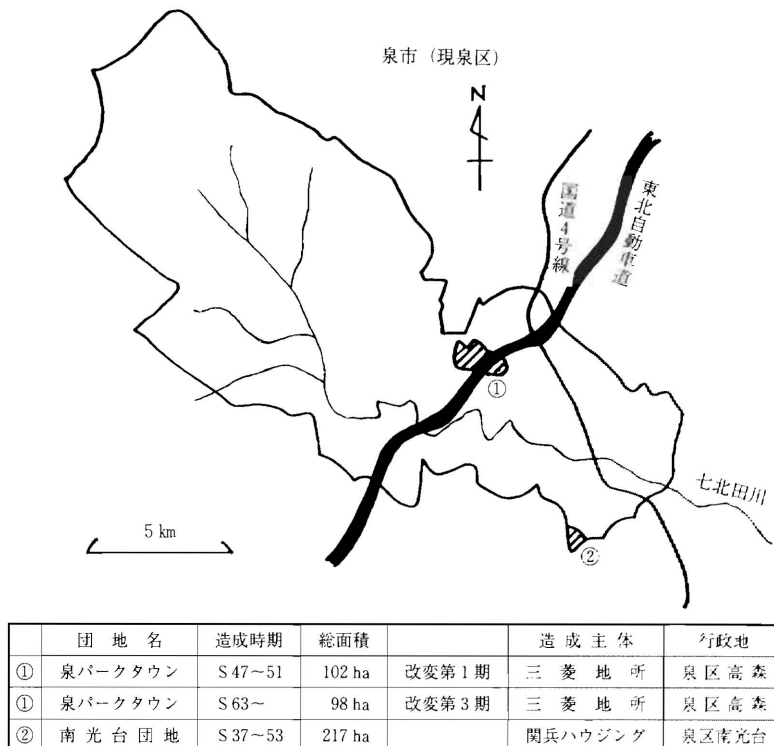 泉市（現泉区）
N
国道4号線
東北自動車道
①
七北田川
5 km
②
団地名 造成時期 総面積 造成主体 行政地
① 泉パークタウン S47～51 102 ha 改変第1期 三菱地所 泉区高森
① 泉パークタウン S63～ 98 ha 改変第3期 三菱地所 泉区高森
② 南光台団地 S37～53 217 ha 関兵ハウジング 泉区南光台